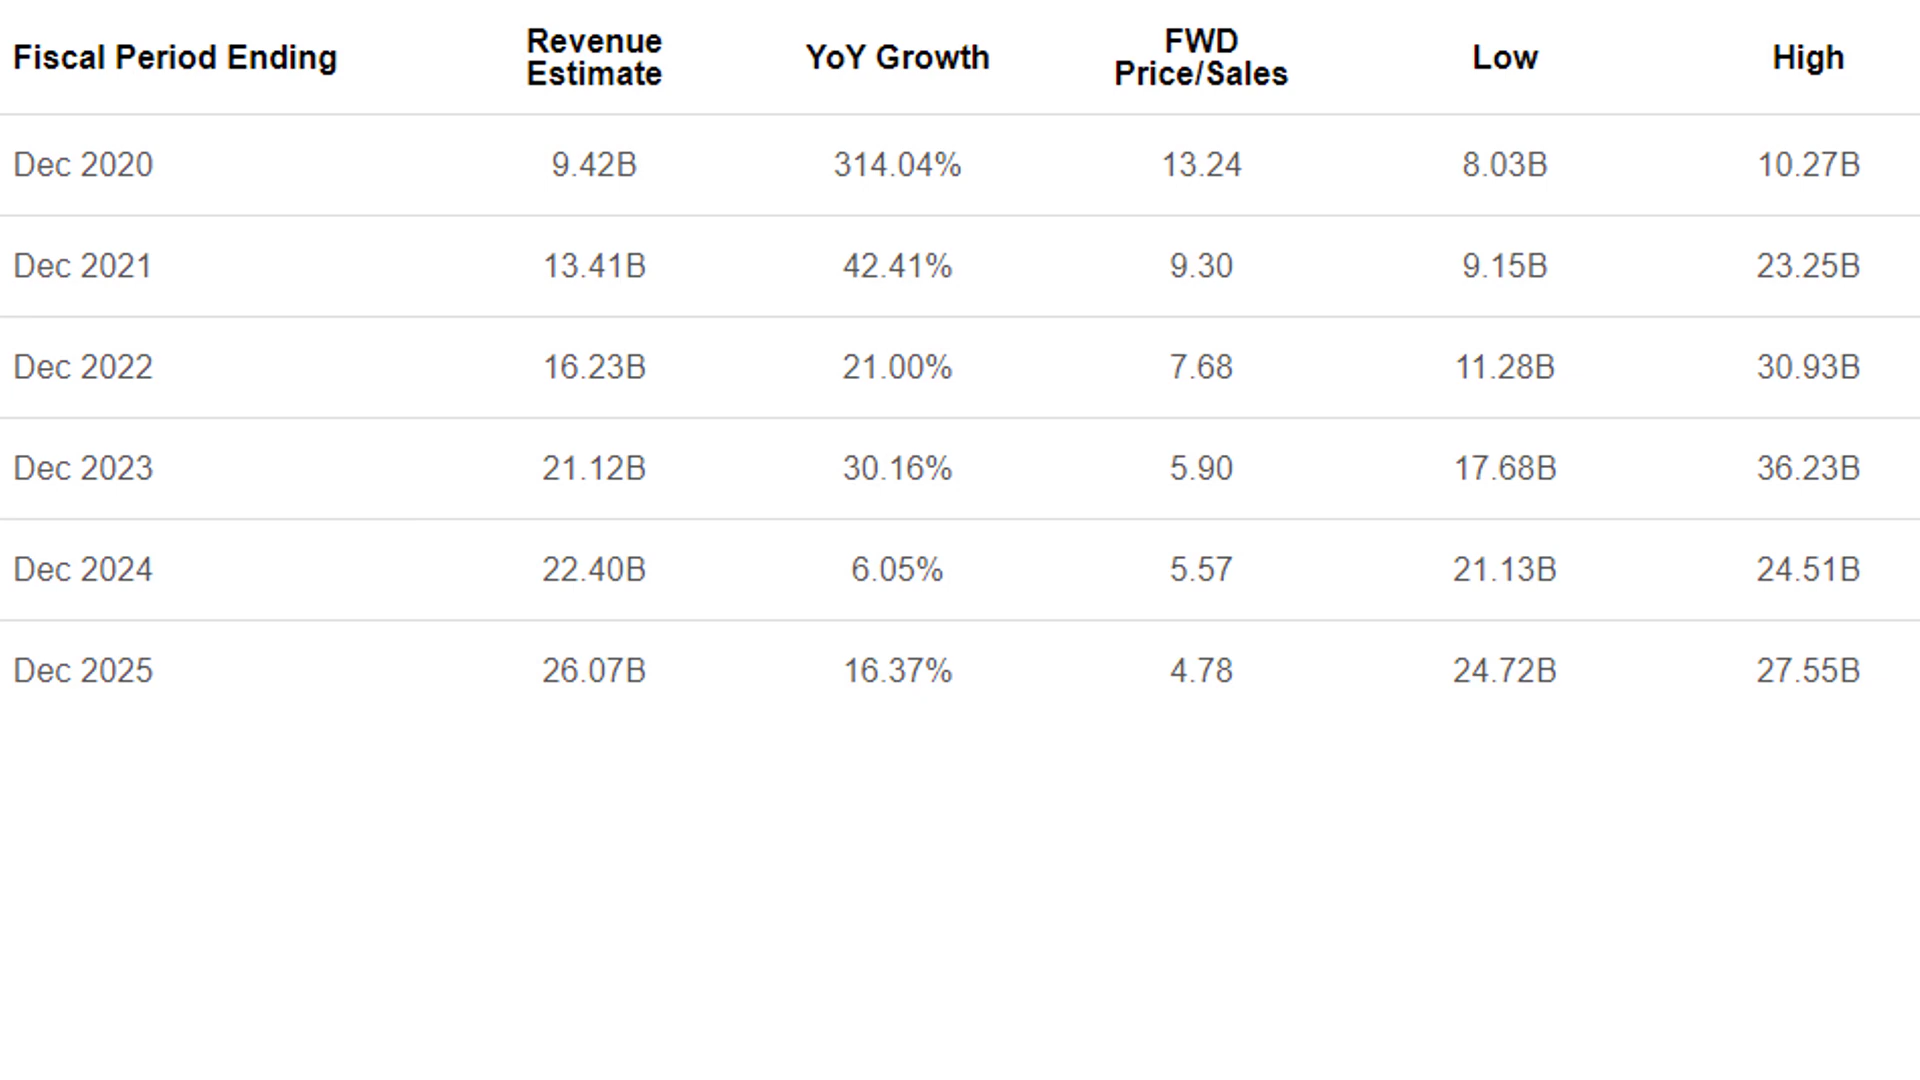 Fiscal Period Ending Revenue Estimate YoY Growth FWD Price/Sales Low High
Dec 2020 9.42B 314.04% 13.24 8.03B 10.27B
Dec 2021 13.41B 42.41% 9.30 9.15B 23.25B
Dec 2022 16.23B 21.00% 7.68 11.28B 30.93B
Dec 2023 21.12B 30.16% 5.90 17.68B 36.23B
Dec 2024 22.40B 6.05% 5.57 21.13B 24.51B
Dec 2025 26.07B 16.37% 4.78 24.72B 27.55B